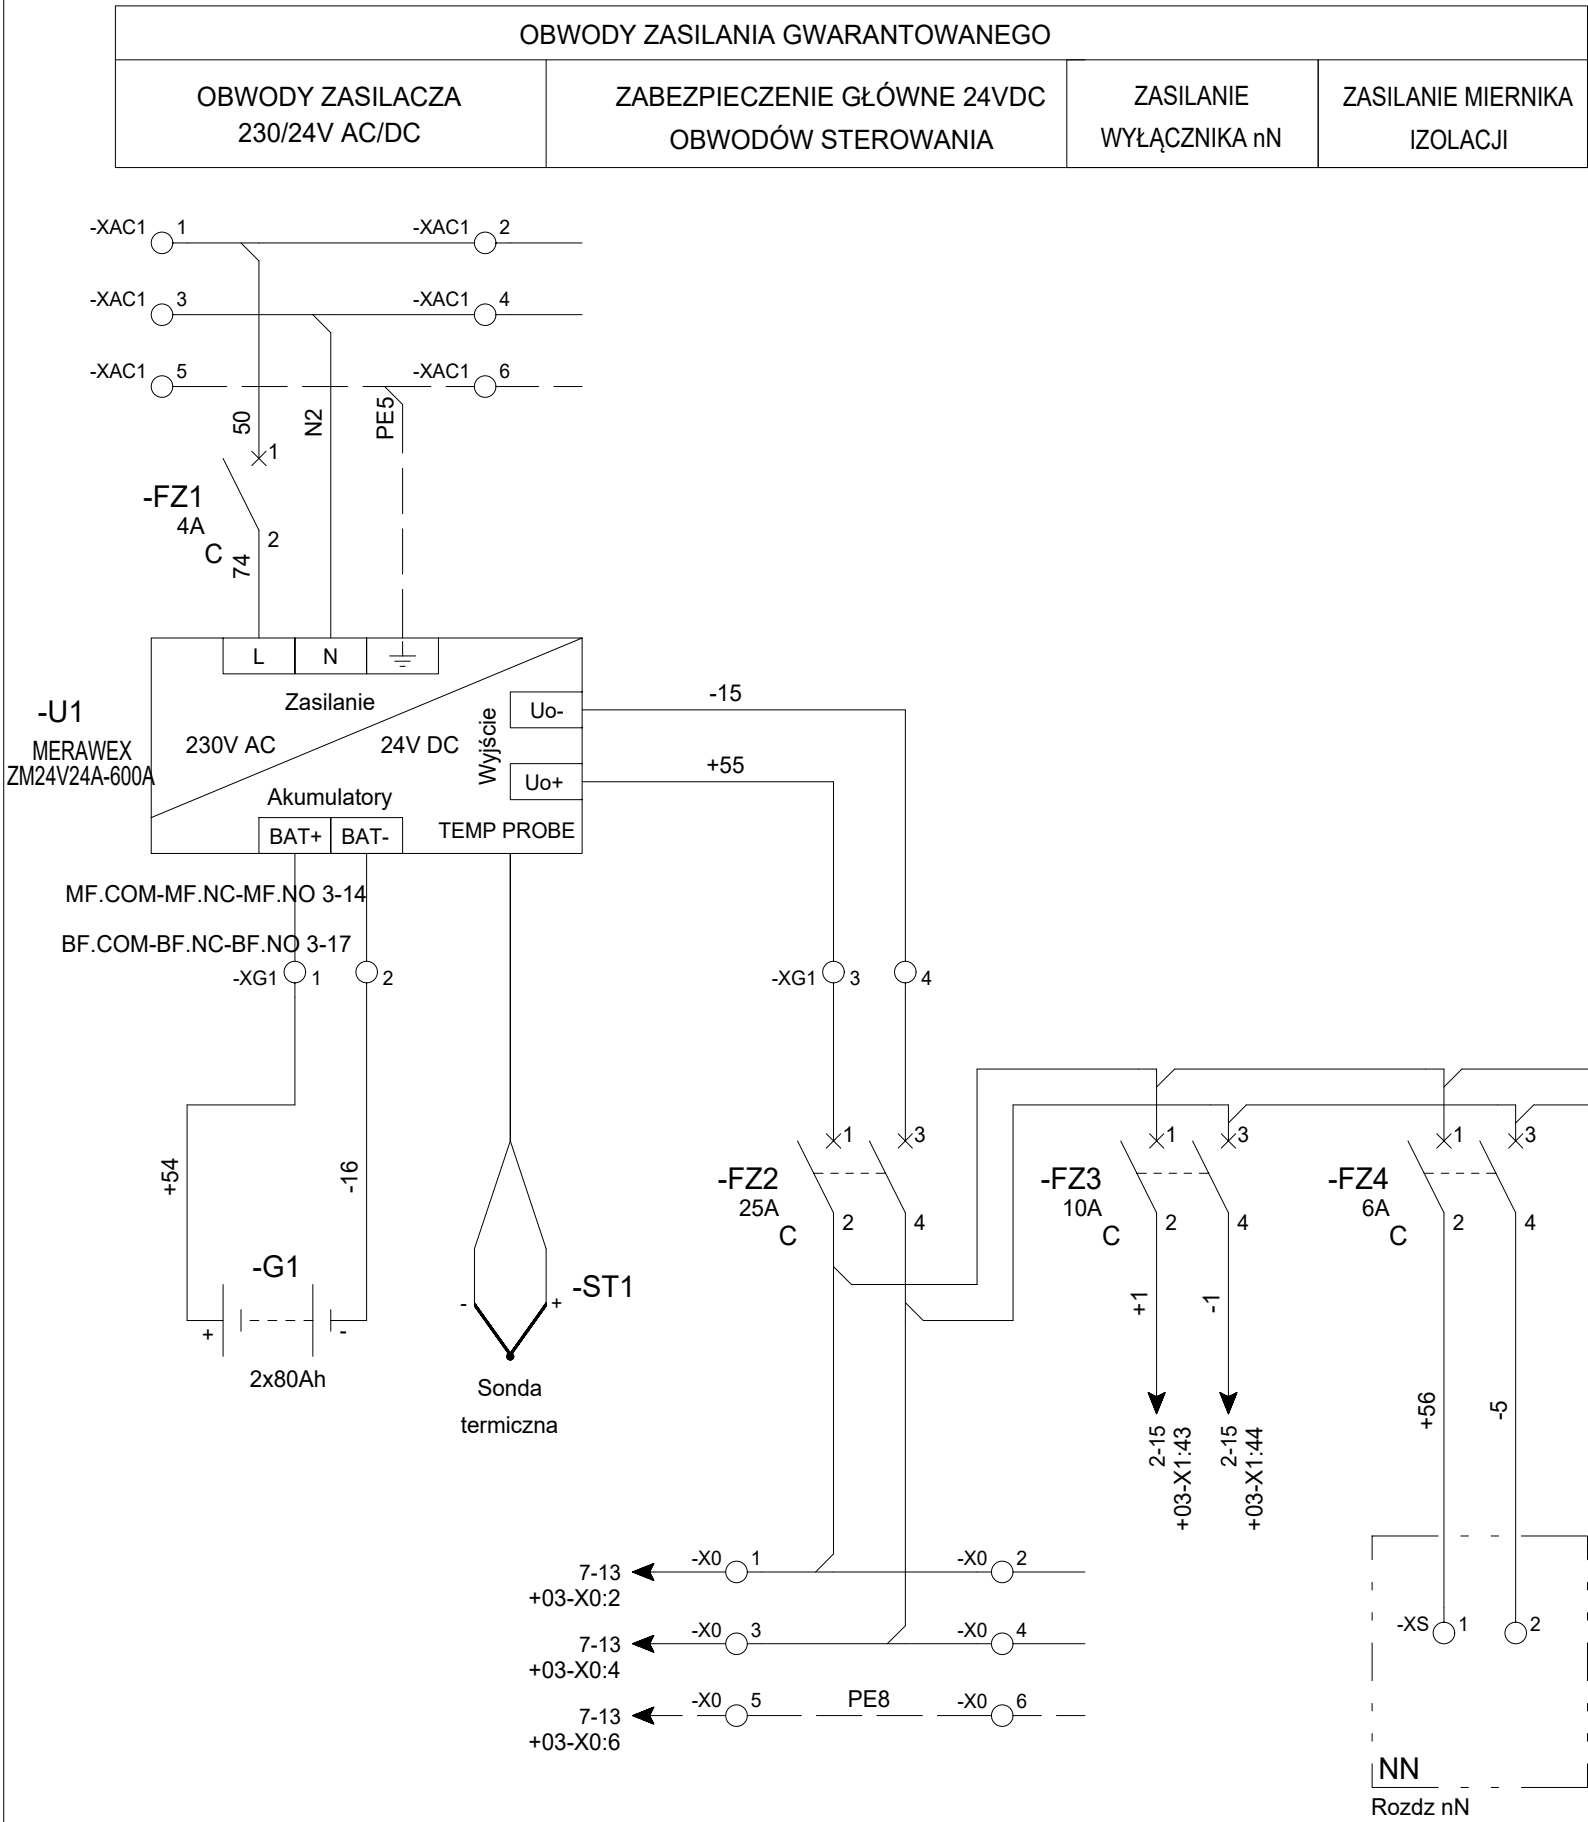 OBWODY ZASILANIA GWARANTOWANEGO
OBWODY ZASILACZA
230/24V AC/DC
ZABEZPIECZENIE GŁÓWNE 24VDC
OBWODÓW STEROWANIA
ZASILANIE
WYŁĄCZNIKA nN
ZASILANIE MIERNIKA
IZOLACJI
-XAC1 1
-XAC1 2
-XAC1 3
-XAC1 4
-XAC1 5
-XAC1 6
50
N2
PE5
1
-FZ1
4A
C
2
74
L
N
Zasilanie
-U1
MERAWEX
ZM24V24A-600A
230V AC
24V DC
Wyjście
Uo-
Uo+
-15
+55
Akumulatory
BAT+
BAT-
TEMP PROBE
MF.COM-MF.NC-MF.NO 3-14
BF.COM-BF.NC-BF.NO 3-17
-XG1 1
2
-XG1 3
4
+54
-16
-G1
+
-
2x80Ah
-
+
-ST1
Sonda
termiczna
1
3
-FZ2
25A
C
2
4
1
3
-FZ3
10A
C
2
4
1
3
-FZ4
6A
C
2
4
+1
-1
2-15
+03-X1:43
2-15
+03-X1:44
+56
-5
7-13
+03-X0:2
-X0 1
-X0 2
7-13
+03-X0:4
-X0 3
-X0 4
7-13
+03-X0:6
-X0 5
PE8
-X0 6
-XS 1
2
NN
Rozdz nN